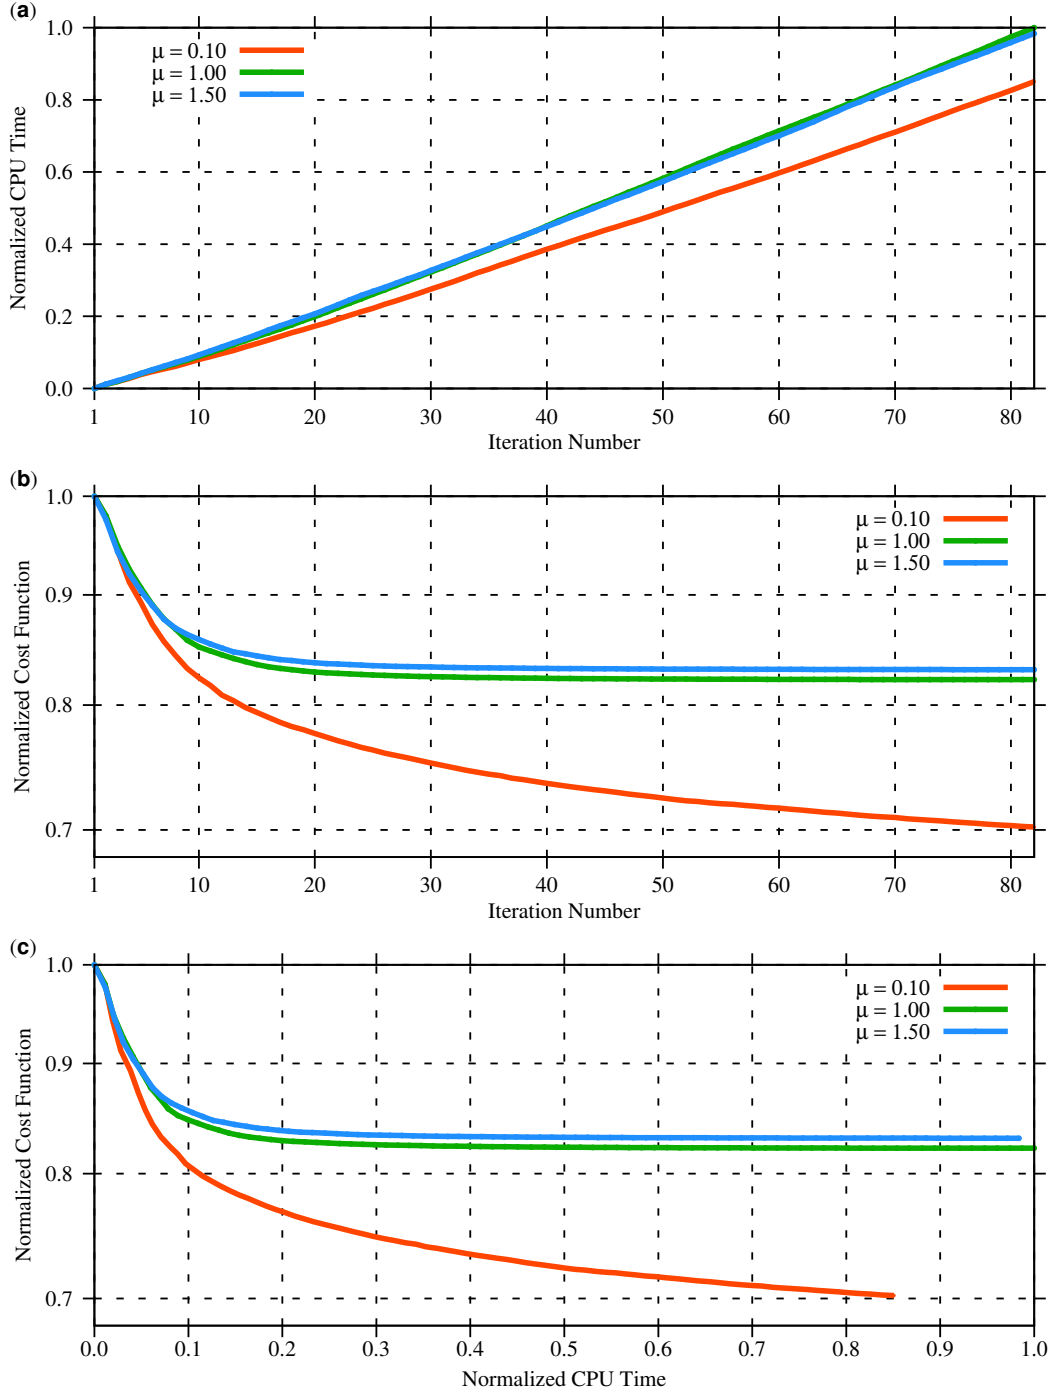 (a)
1.0
μ = 0.10
μ = 1.00
μ = 1.50
0.8
0.6
0.4
0.2
0.0
Normalized CPU Time
1 10 20 30 40 50 60 70 80
Iteration Number
(b)
1.0
μ = 0.10
μ = 1.00
μ = 1.50
0.9
0.8
0.7
Normalized Cost Function
1 10 20 30 40 50 60 70 80
Iteration Number
(c)
1.0
μ = 0.10
μ = 1.00
μ = 1.50
0.9
0.8
0.7
Normalized Cost Function
0.0 0.1 0.2 0.3 0.4 0.5 0.6 0.7 0.8 0.9 1.0
Normalized CPU Time